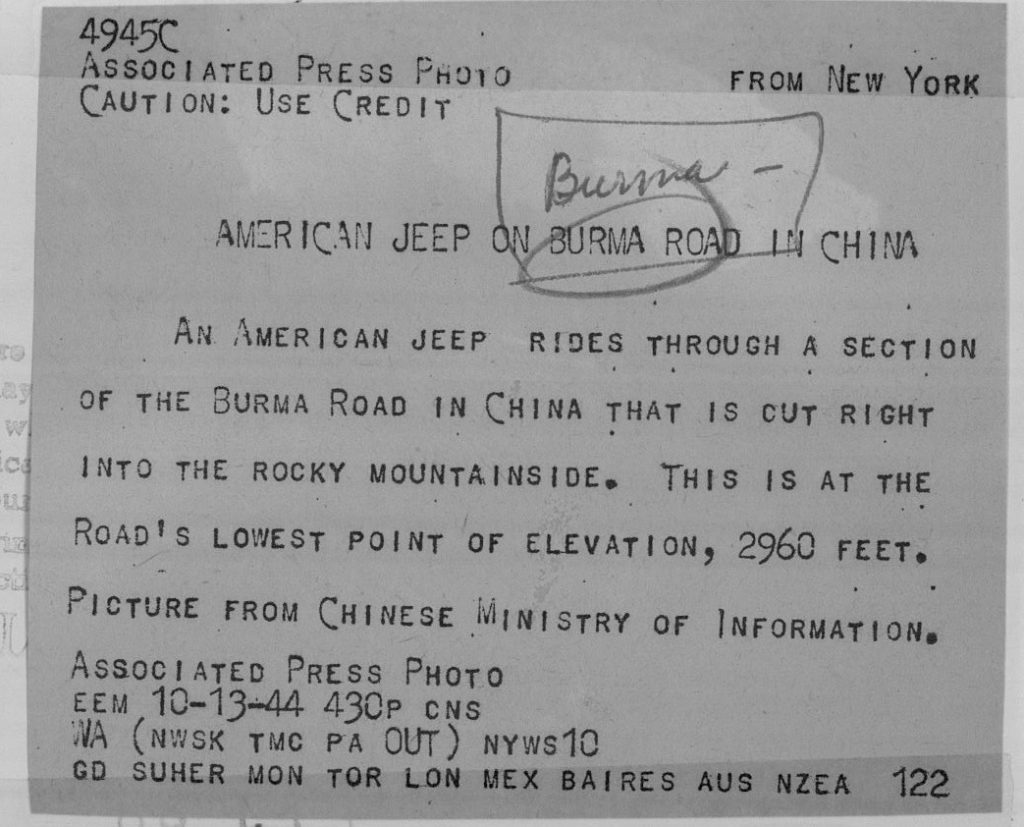 4945C
ASSOCIATED PRESS PHOTO FROM NEW YORK
CAUTION: USE CREDIT
Burma -
AMERICAN JEEP ON BURMA ROAD IN CHINA
AN AMERICAN JEEP RIDES THROUGH A SECTION
OF THE BURMA ROAD IN CHINA THAT IS CUT RIGHT
INTO THE ROCKY MOUNTAINSIDE. THIS IS AT THE
ROAD'S LOWEST POINT OF ELEVATION, 2960 FEET.
PICTURE FROM CHINESE MINISTRY OF INFORMATION.
ASSOCIATED PRESS PHOTO
EEM 10-13-44 430P CNS
WA (NWSK TMC PA OUT) NYWS10
GD SUHER MON TOR LON MEX BAIRES AUS NZEA 122